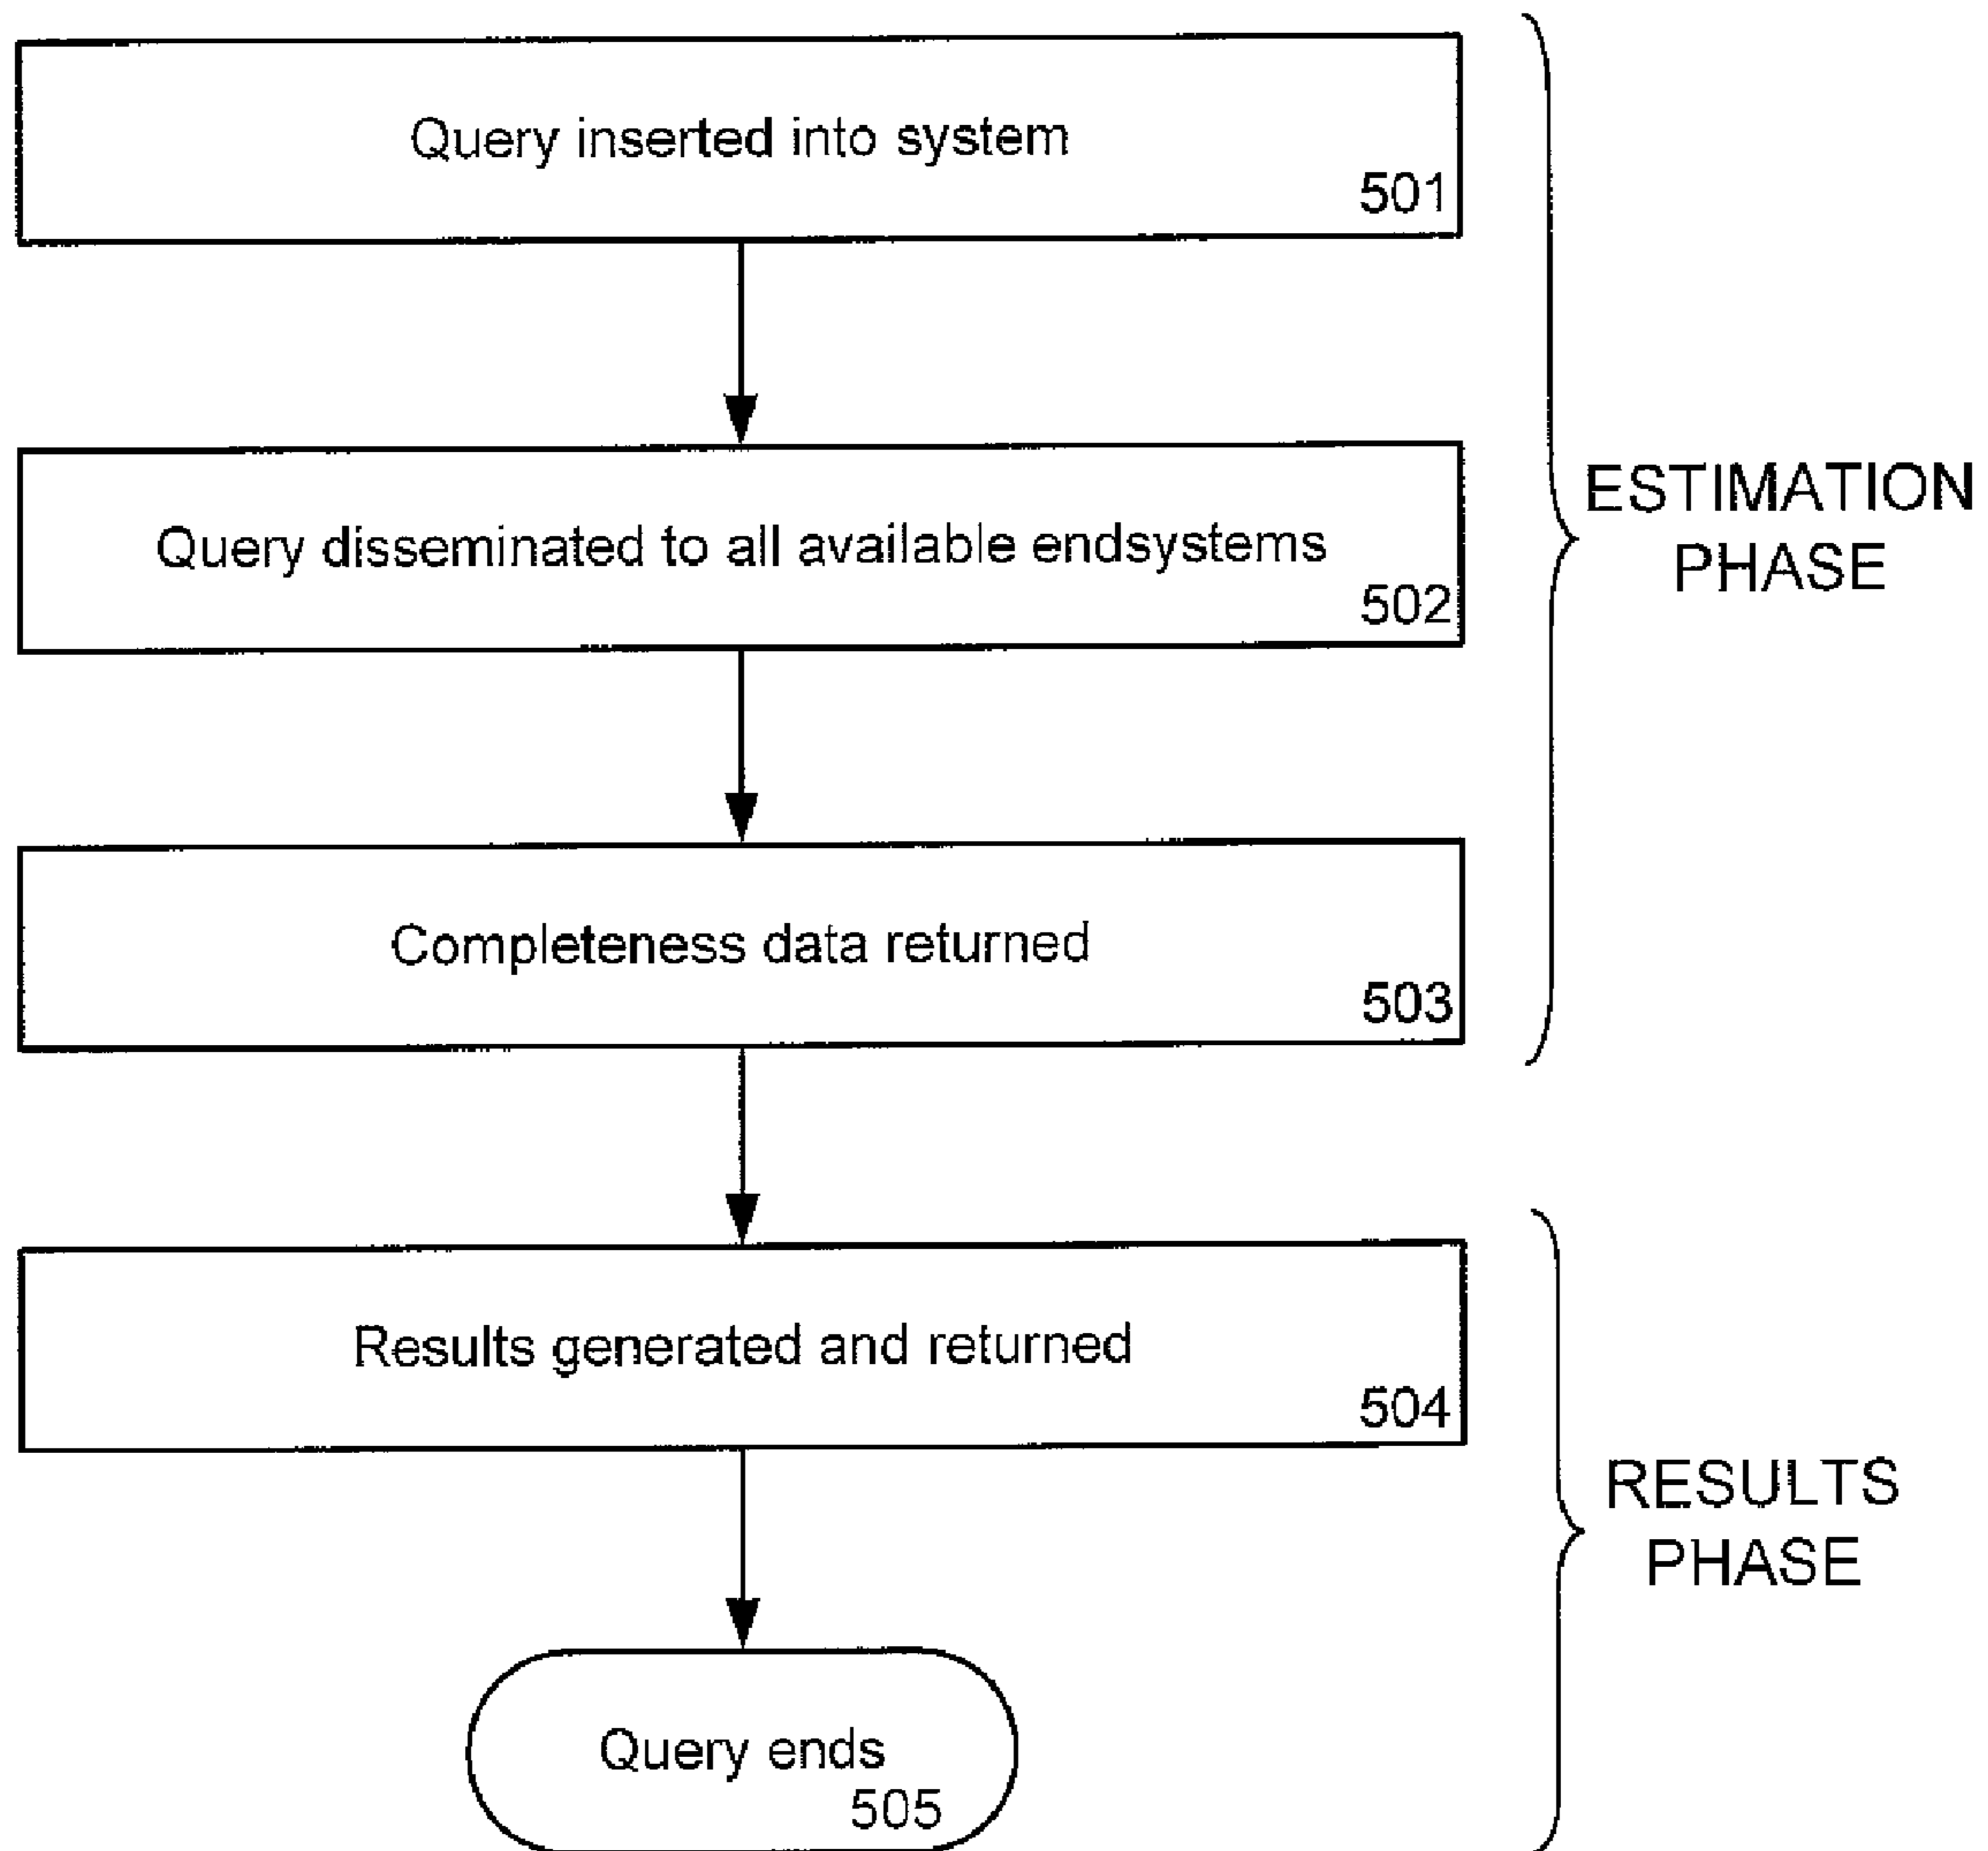 Query inserted into system
501
Query disseminated to all available endsystems
502
ESTIMATION
PHASE
Completeness data returned
503
Results generated and returned
504
RESULTS
PHASE
Query ends
505